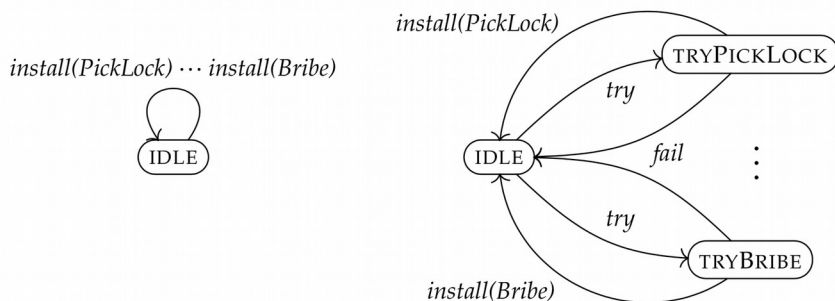 install(PickLock) ··· install(Bribe)
IDLE
install(PickLock)
TRYPICKLOCK
try
IDLE
fail
⋮
try
TRYBRIBE
install(Bribe)